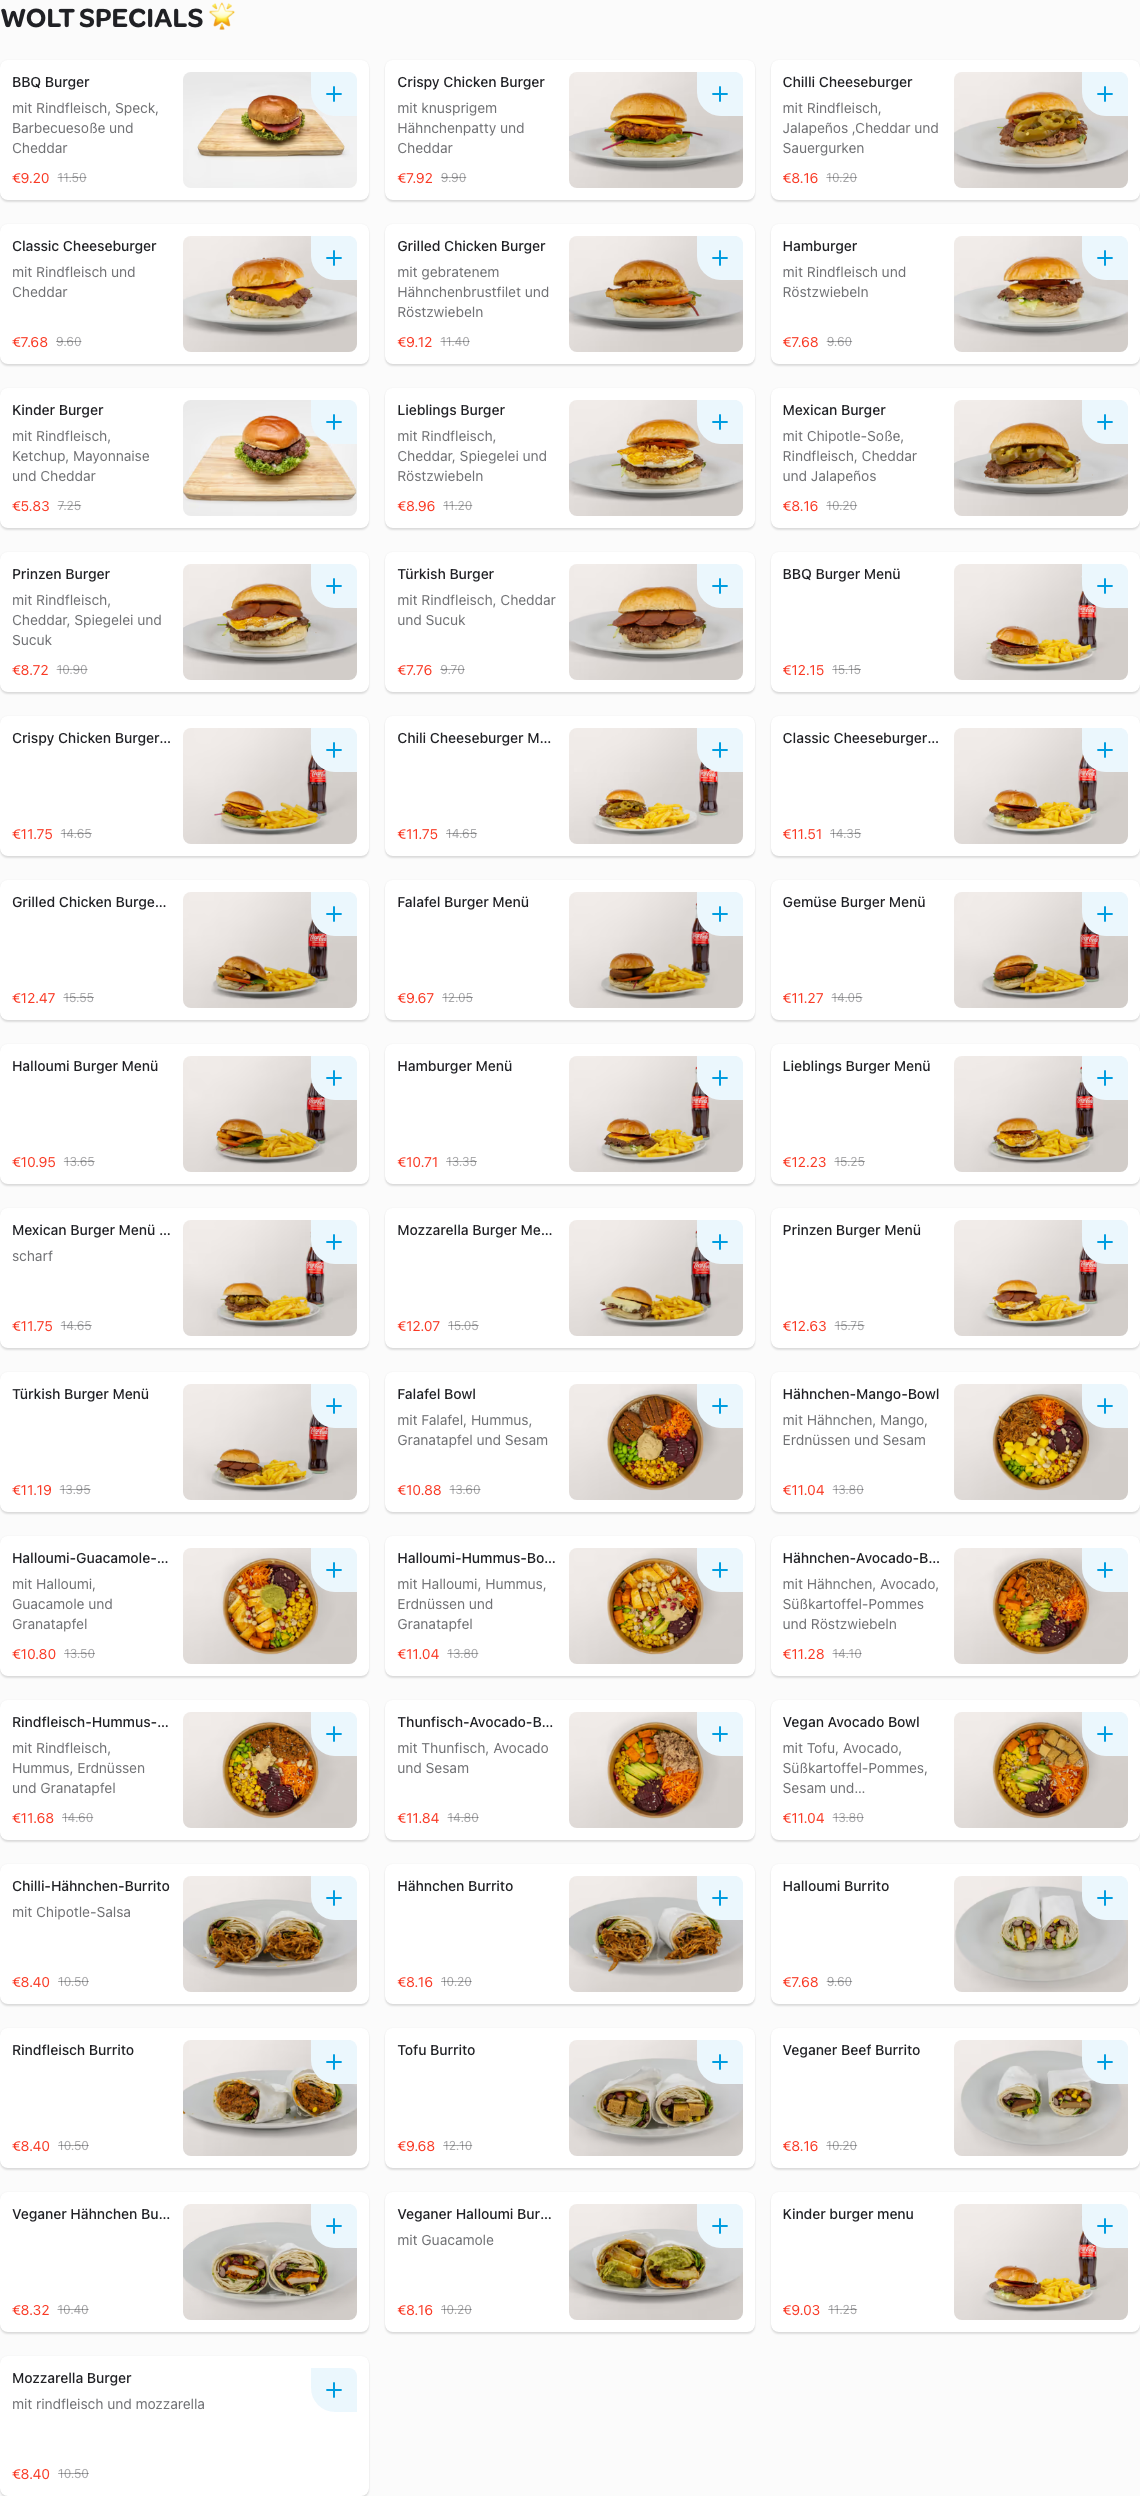 WOLT SPECIALS 🌟
BBQ Burger
mit Rindfleisch, Speck,
Barbecuesoße und
Cheddar
€9.20 11.50
Crispy Chicken Burger
mit knusprigem
Hähnchenpatty und
Cheddar
€7.92 9.90
Chilli Cheeseburger
mit Rindfleisch,
Jalapeños ,Cheddar und
Sauergurken
€8.16 10.20
Classic Cheeseburger
mit Rindfleisch und
Cheddar
€7.68 9.60
Grilled Chicken Burger
mit gebratenem
Hähnchenbrustfilet und
Röstzwiebeln
€9.12 11.40
Hamburger
mit Rindfleisch und
Röstzwiebeln
€7.68 9.60
Kinder Burger
mit Rindfleisch,
Ketchup, Mayonnaise
und Cheddar
€5.83 7.25
Lieblings Burger
mit Rindfleisch,
Cheddar, Spiegelei und
Röstzwiebeln
€8.96 11.20
Mexican Burger
mit Chipotle-Soße,
Rindfleisch, Cheddar
und Jalapeños
€8.16 10.20
Prinzen Burger
mit Rindfleisch,
Cheddar, Spiegelei und
Sucuk
€8.72 10.90
Türkish Burger
mit Rindfleisch, Cheddar
und Sucuk
€7.76 9.70
BBQ Burger Menü
€12.15 15.15
Crispy Chicken Burger...
€11.75 14.65
Chili Cheeseburger M...
€11.75 14.65
Classic Cheeseburger...
€11.51 14.35
Grilled Chicken Burge...
€12.47 15.55
Falafel Burger Menü
€9.67 12.05
Gemüse Burger Menü
€11.27 14.05
Halloumi Burger Menü
€10.95 13.65
Hamburger Menü
€10.71 13.35
Lieblings Burger Menü
€12.23 15.25
Mexican Burger Menü ...
scharf
€11.75 14.65
Mozzarella Burger Me...
€12.07 15.05
Prinzen Burger Menü
€12.63 15.75
Türkish Burger Menü
€11.19 13.95
Falafel Bowl
mit Falafel, Hummus,
Granatapfel und Sesam
€10.88 13.60
Hähnchen-Mango-Bowl
mit Hähnchen, Mango,
Erdnüssen und Sesam
€11.04 13.80
Halloumi-Guacamole-...
mit Halloumi,
Guacamole und
Granatapfel
€10.80 13.50
Halloumi-Hummus-Bo...
mit Halloumi, Hummus,
Erdnüssen und
Granatapfel
€11.04 13.80
Hähnchen-Avocado-B...
mit Hähnchen, Avocado,
Süßkartoffel-Pommes
und Röstzwiebeln
€11.28 14.10
Rindfleisch-Hummus-...
mit Rindfleisch,
Hummus, Erdnüssen
und Granatapfel
€11.68 14.60
Thunfisch-Avocado-B...
mit Thunfisch, Avocado
und Sesam
€11.84 14.80
Vegan Avocado Bowl
mit Tofu, Avocado,
Süßkartoffel-Pommes,
Sesam und...
€11.04 13.80
Chilli-Hähnchen-Burrito
mit Chipotle-Salsa
€8.40 10.50
Hähnchen Burrito
€8.16 10.20
Halloumi Burrito
€7.68 9.60
Rindfleisch Burrito
€8.40 10.50
Tofu Burrito
€9.68 12.10
Veganer Beef Burrito
€8.16 10.20
Veganer Hähnchen Bu...
€8.32 10.40
Veganer Halloumi Bur...
mit Guacamole
€8.16 10.20
Kinder burger menu
€9.03 11.25
Mozzarella Burger
mit rindfleisch und mozzarella
€8.40 10.50